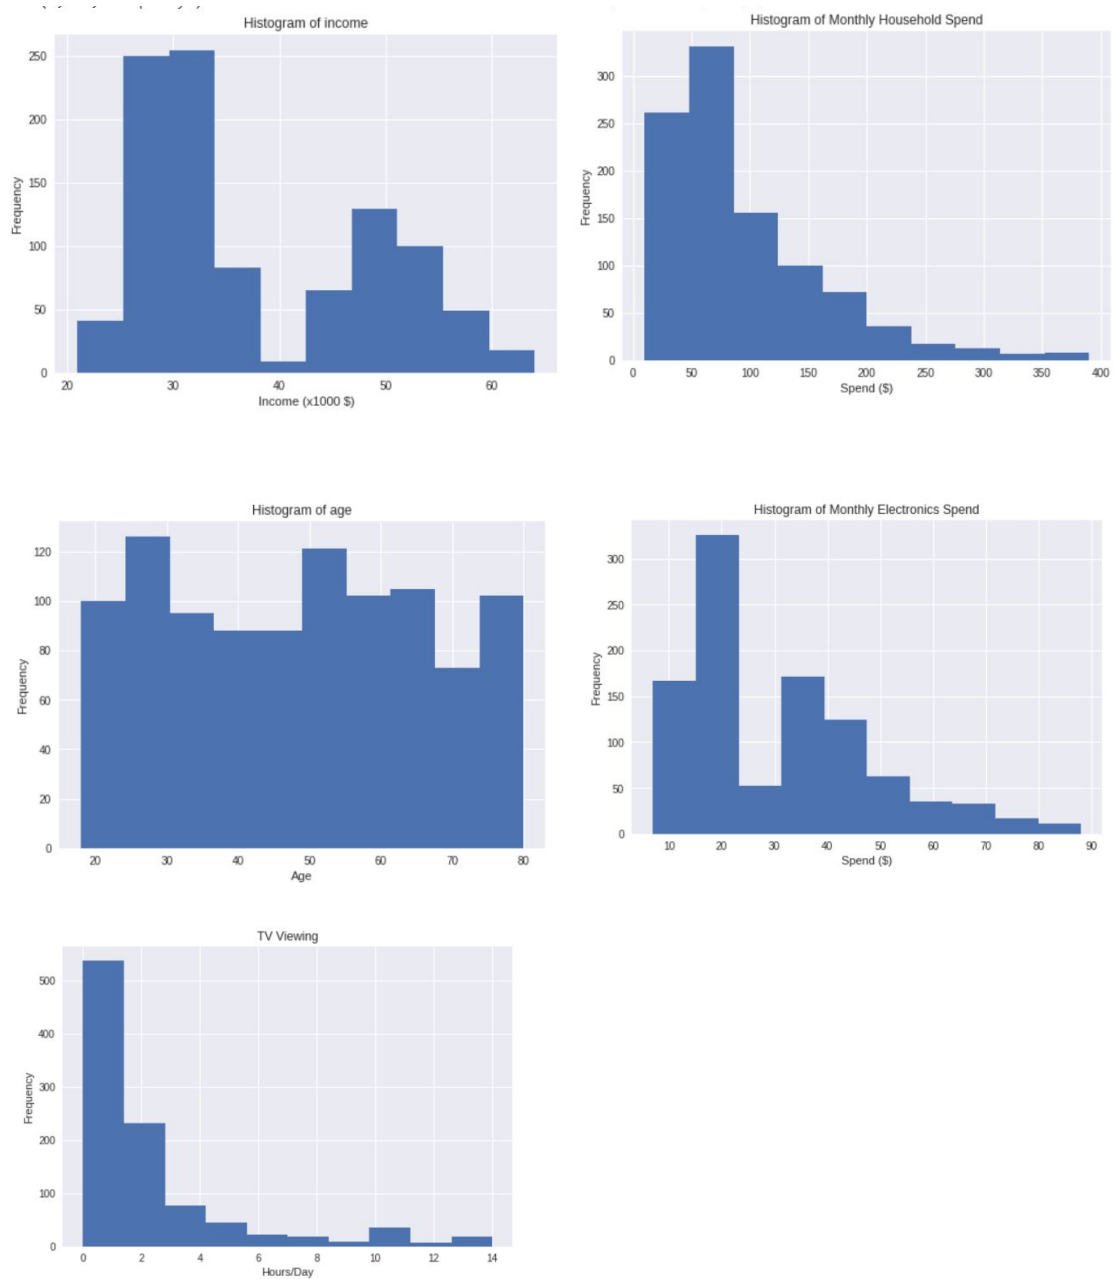 Histogram of income
250
200
150
100
50
0
Frequency
20 30 40 50 60
Income (x1000 $)
Histogram of Monthly Household Spend
300
250
200
150
100
50
0
Frequency
0 50 100 150 200 250 300 350 400
Spend ($)
Histogram of age
120
100
80
60
40
20
0
Frequency
20 30 40 50 60 70 80
Age
Histogram of Monthly Electronics Spend
300
250
200
150
100
50
0
Frequency
10 20 30 40 50 60 70 80 90
Spend ($)
TV Viewing
500
400
300
200
100
0
Frequency
0 2 4 6 8 10 12 14
Hours/Day